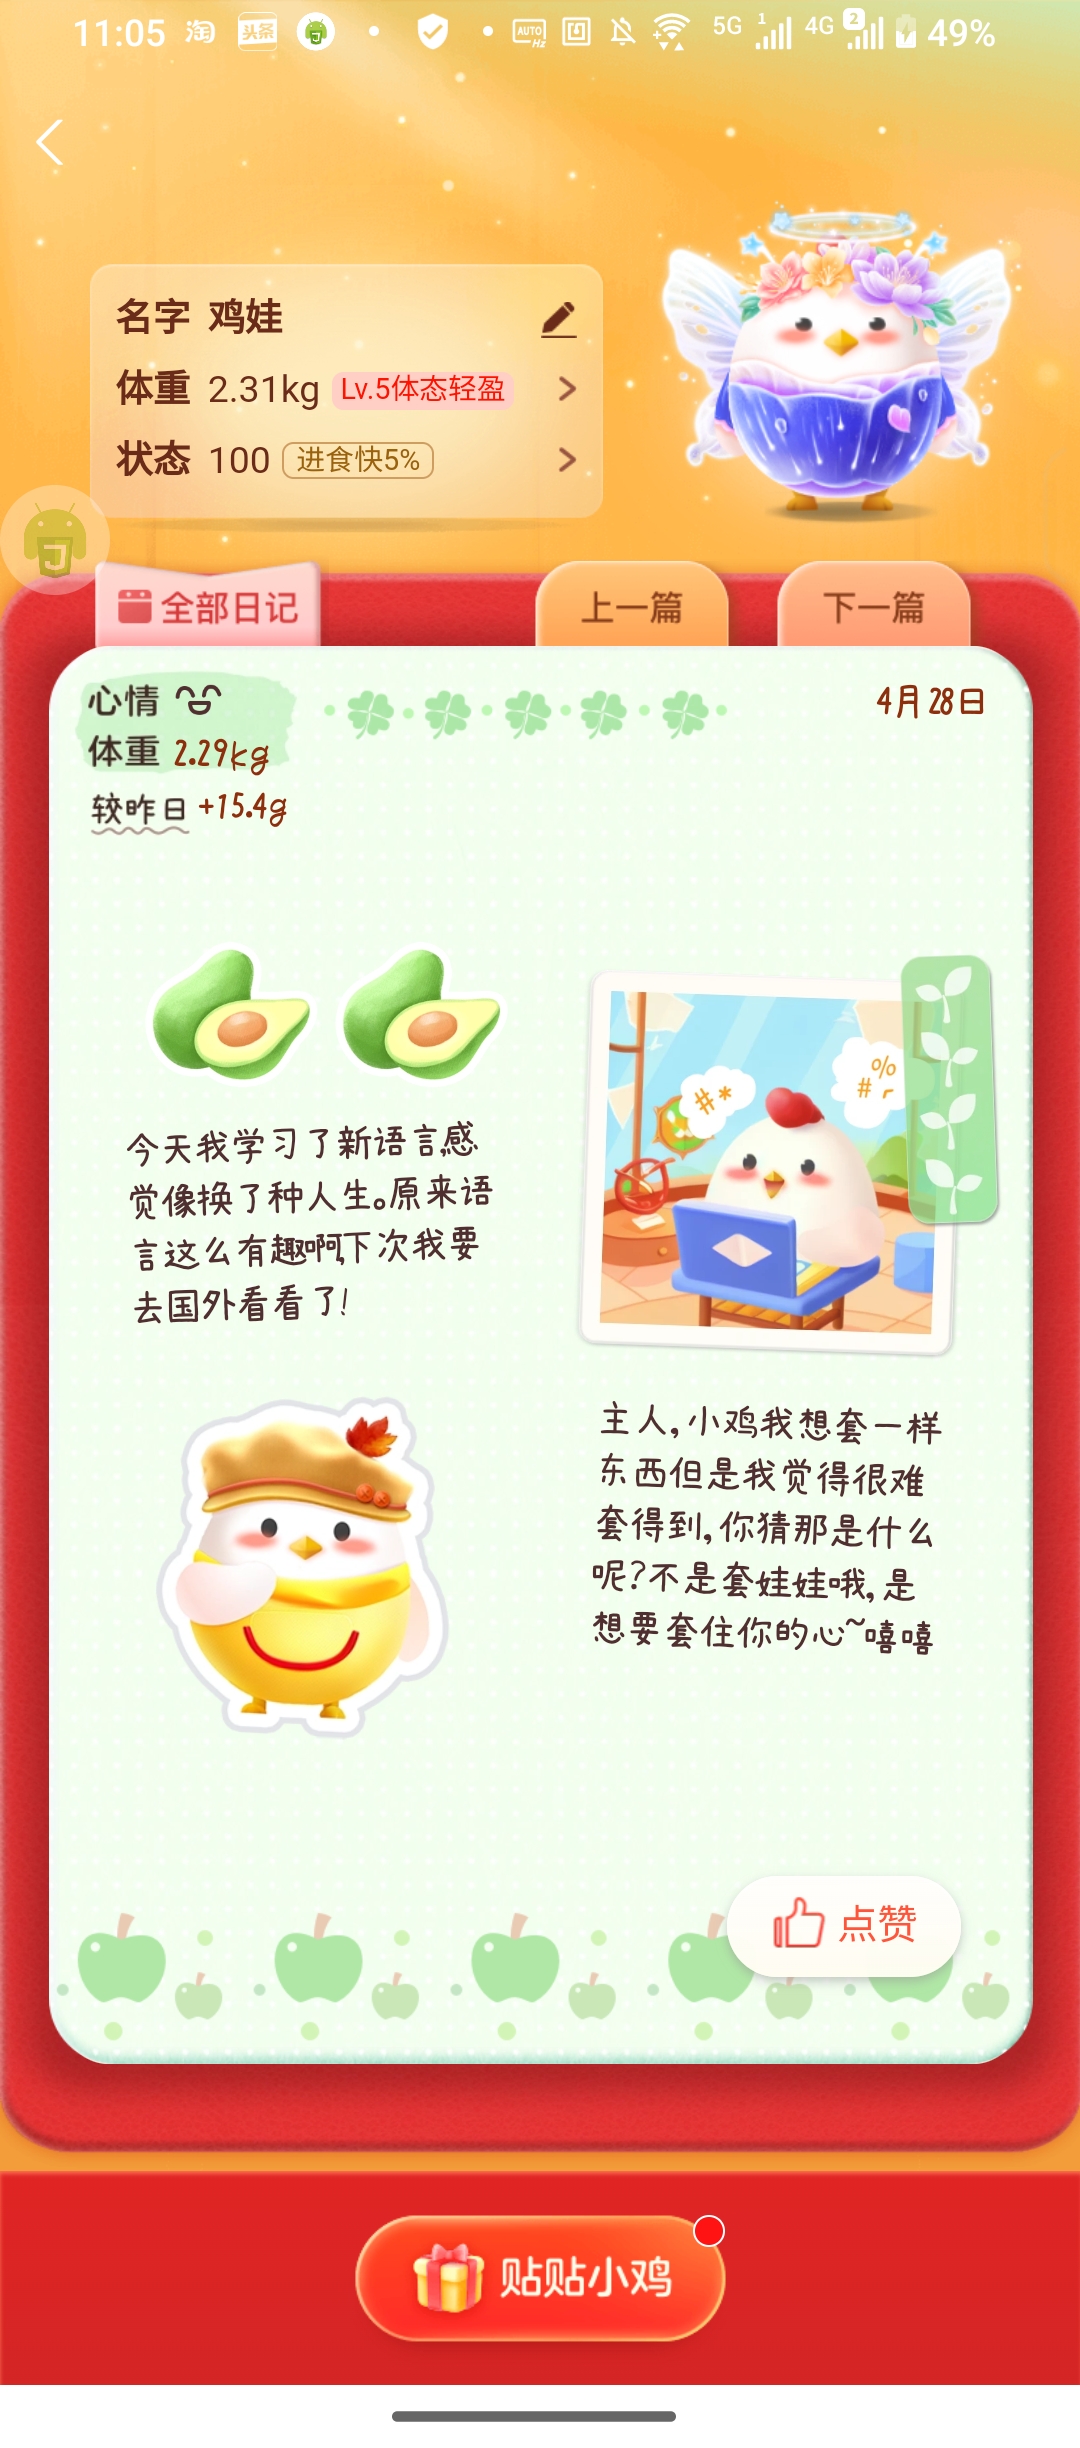 11:05 淘 头条 AUTO Hz 5G 1 4G 2 49%
名字 鸡娃
体重 2.31kg Lv.5体态轻盈
状态 100 进食快5%
全部日记 上一篇 下一篇
心情 4月28日
体重 2.29kg
较昨日 +15.4g
今天我学习了新语言,感
觉像换了种人生。原来语
言这么有趣啊,下次我要
去国外看看了!
#* %
#
主人,小鸡我想套一样
东西但是我觉得很难
套得到,你猜那是什么
呢?不是套娃娃哦,是
想要套住你的心~嘻嘻
点赞
贴贴小鸡